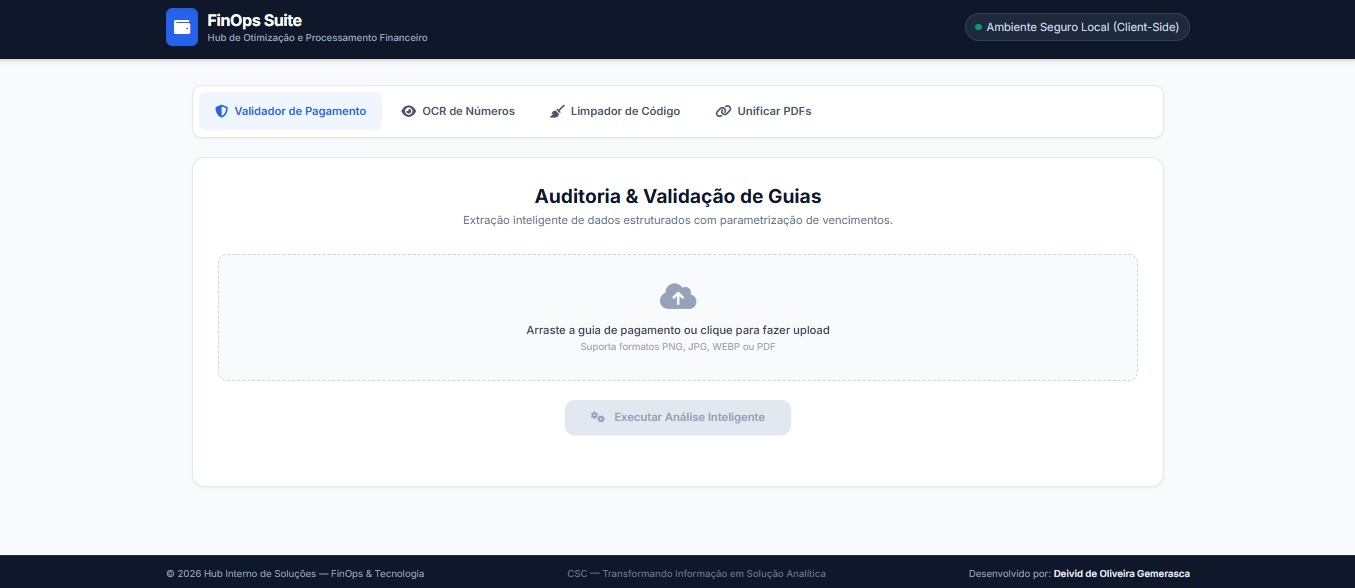 FinOps Suite
Hub de Otimização e Processamento Financeiro
Ambiente Seguro Local (Client-Side)
Validador de Pagamento
OCR de Números
Limpador de Código
Unificar PDFs
Auditoria & Validação de Guias
Extração inteligente de dados estruturados com parametrização de vencimentos.
Arraste a guia de pagamento ou clique para fazer upload
Suporta formatos PNG, JPG, WEBP ou PDF
Executar Análise Inteligente
© 2026 Hub Interno de Soluções — FinOps & Tecnologia
CSC — Transformando Informação em Solução Analítica
Desenvolvido por: Deivid de Oliveira Gemerasca